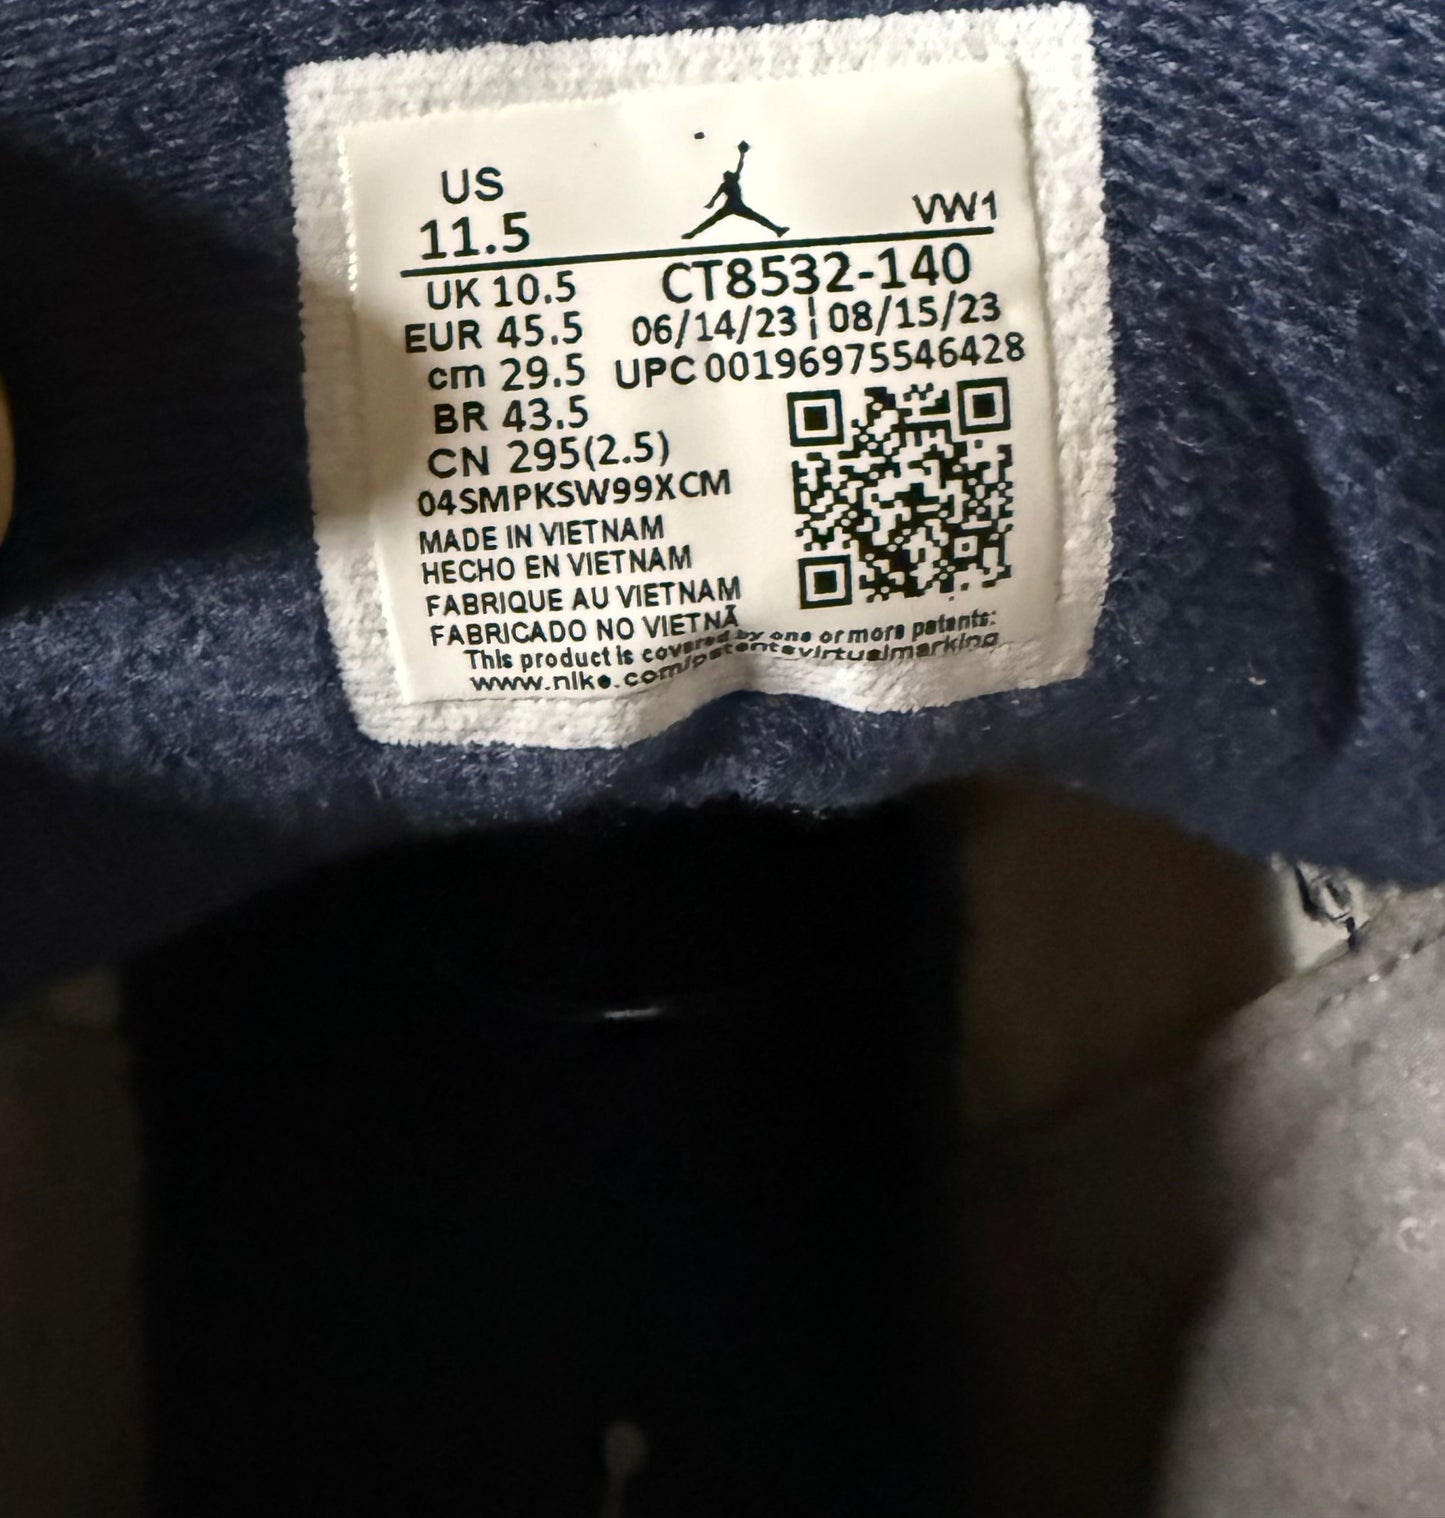 US
11.5
VW1
UK 10.5 CT8532-140
EUR 45.5 06/14/23 | 08/15/23
cm 29.5 UPC 00196975546428
BR 43.5
CN 295(2.5)
04SMPKSW99XCM
MADE IN VIETNAM
HECHO EN VIETNAM
FABRIQUE AU VIETNAM
FABRICADO NO VIETNÃ
This product is covered by one or more patents:
www.nike.com/patentsvirtualmarking